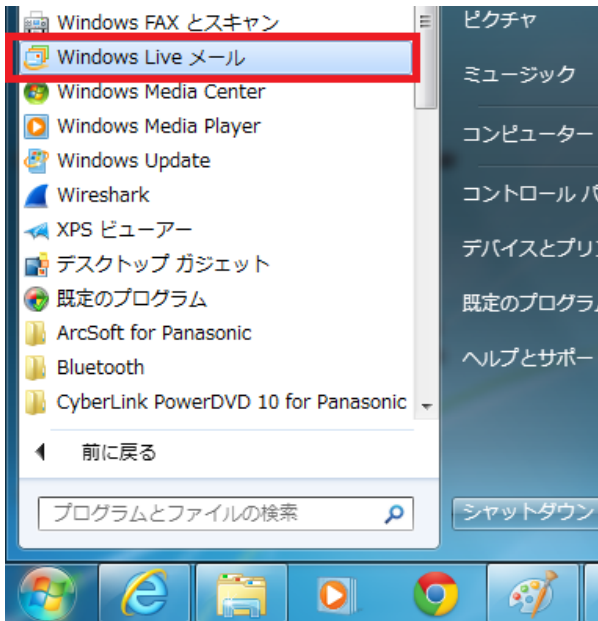 Windows FAX とスキャン
Windows Live メール
Windows Media Center
Windows Media Player
Windows Update
Wireshark
XPS ビューアー
デスクトップ ガジェット
既定のプログラム
ArcSoft for Panasonic
Bluetooth
CyberLink PowerDVD 10 for Panasonic
前に戻る
プログラムとファイルの検索
ピクチャ
ミュージック
コンピューター
コントロール パ
デバイスとプリ
既定のプログラ
ヘルプとサポー
シャットダウン